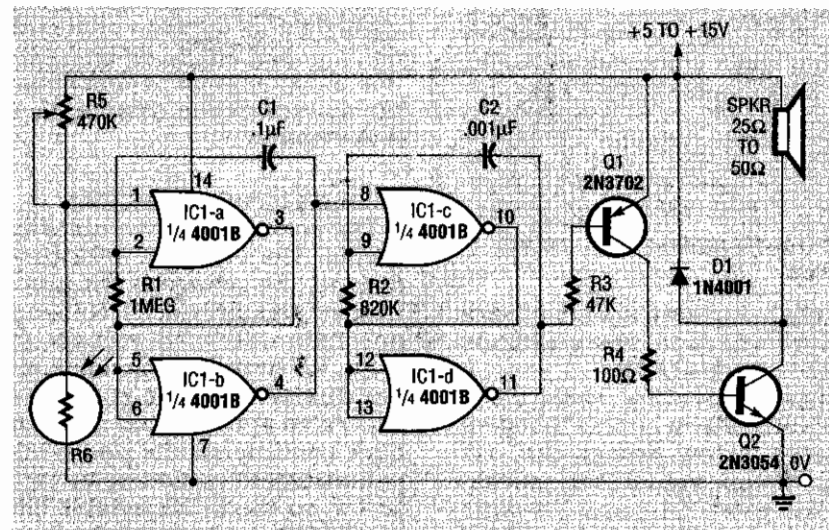 +5 TO +15V
R5
470K
C1
.1µF
C2
.001µF
SPKR
25Ω
TO
50Ω
Q1
2N3702
14
1
2
IC1-a
1/4 4001B
3
8
9
IC1-c
1/4 4001B
10
R1
1MEG
R2
820K
R3
47K
D1
1N4001
5
6
IC1-b
1/4 4001B
4
12
13
IC1-d
1/4 4001B
11
R4
100Ω
7
R6
Q2
2N3054
0V